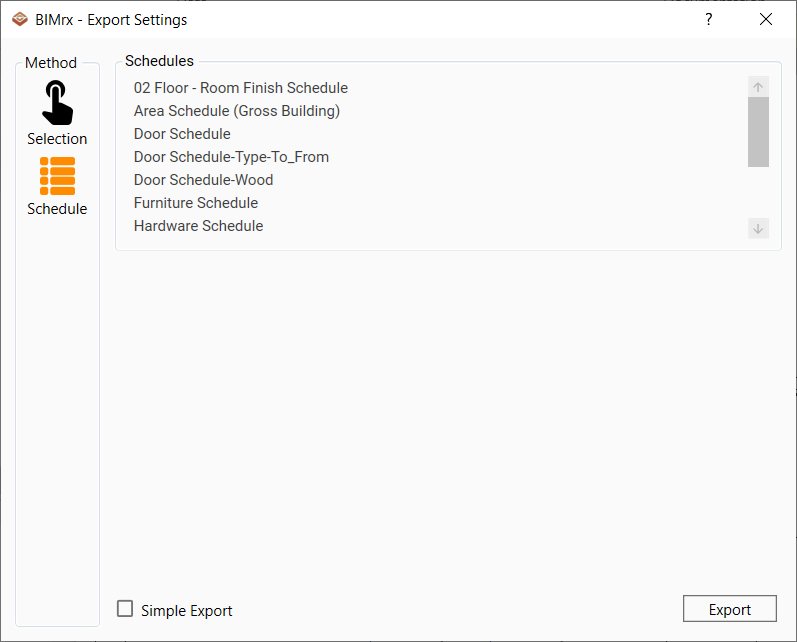 BIMrx - Export Settings
?
Method
Selection
Schedule
Schedules
02 Floor - Room Finish Schedule
Area Schedule (Gross Building)
Door Schedule
Door Schedule-Type-To_From
Door Schedule-Wood
Furniture Schedule
Hardware Schedule
Simple Export
Export